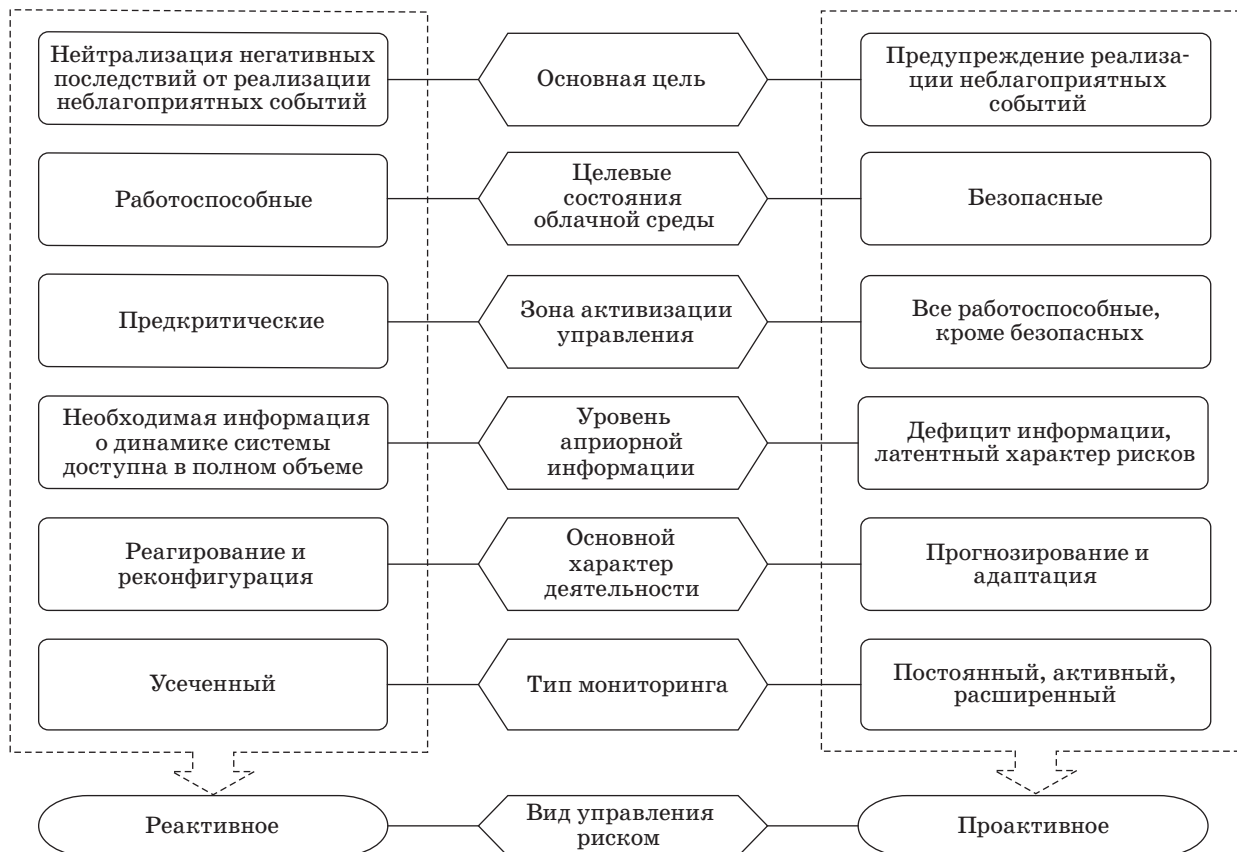 Нейтрализация негативных
последствий от реализации
неблагоприятных событий
Основная цель
Предупреждение реализа-
ции неблагоприятных
событий
Работоспособные
Целевые
состояния
облачной среды
Безопасные
Предкритические
Зона активизации
управления
Все работоспособные,
кроме безопасных
Необходимая информация
о динамике системы
доступна в полном объеме
Уровень
априорной
информации
Дефицит информации,
латентный характер рисков
Реагирование и
реконфигурация
Основной
характер
деятельности
Прогнозирование и
адаптация
Усеченный
Тип мониторинга
Постоянный, активный,
расширенный
Реактивное
Вид управления
риском
Проактивное